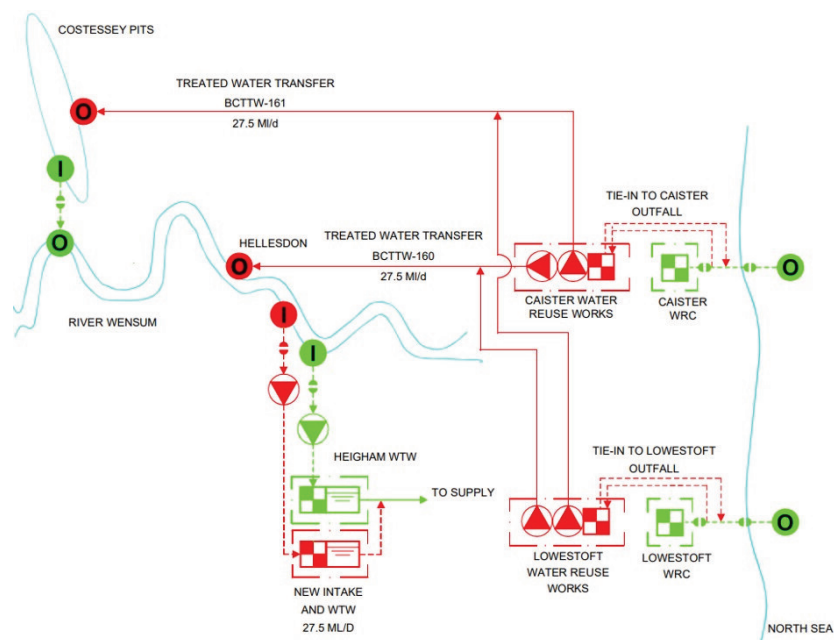 COSTESSEY PITS
O
TREATED WATER TRANSFER
BCTTW-161
27.5 Ml/d
I
O
RIVER WENSUM
HELLESDON
O
TREATED WATER TRANSFER
BCTTW-160
27.5 Ml/d
TIE-IN TO CAISTER
OUTFALL
O
CAISTER WATER
REUSE WORKS
CAISTER
WRC
I
I
HEIGHAM WTW
TO SUPPLY
NEW INTAKE
AND WTW
27.5 ML/D
TIE-IN TO LOWESTOFT
OUTFALL
O
LOWESTOFT
WATER REUSE
WORKS
LOWESTOFT
WRC
NORTH SEA